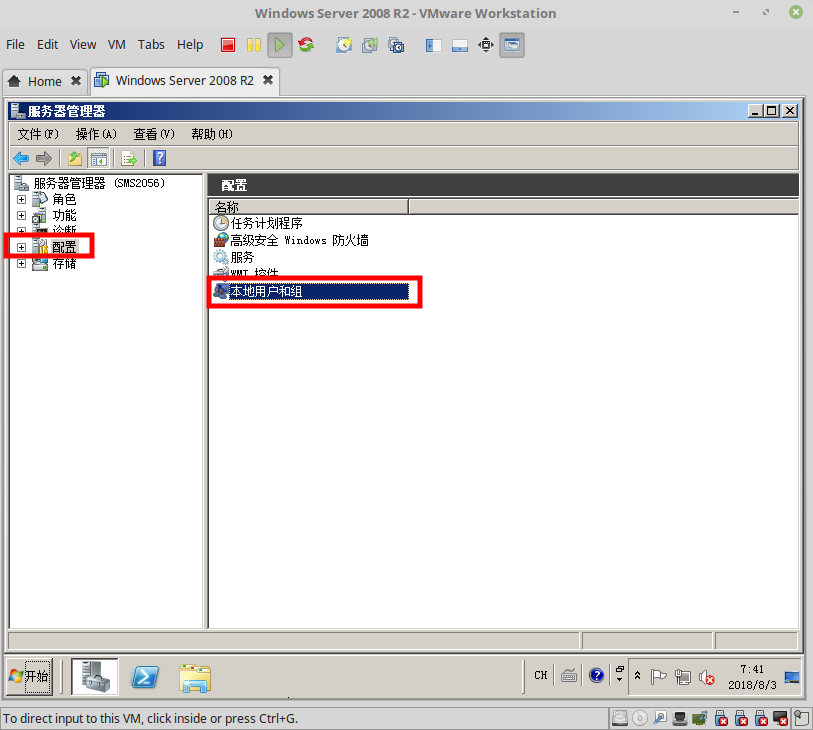 Windows Server 2008 R2 - VMware Workstation
File Edit View VM Tabs Help
Home
Windows Server 2008 R2
服务器管理器
文件(F) 操作(A) 查看(V) 帮助(H)
服务器管理器 (SMS2056)
角色
功能
诊断
配置
存储
配置
名称
任务计划程序
高级安全 Windows 防火墙
服务
WMI 控件
本地用户和组
开始
CH
7:41
2018/8/3
To direct input to this VM, click inside or press Ctrl+G.